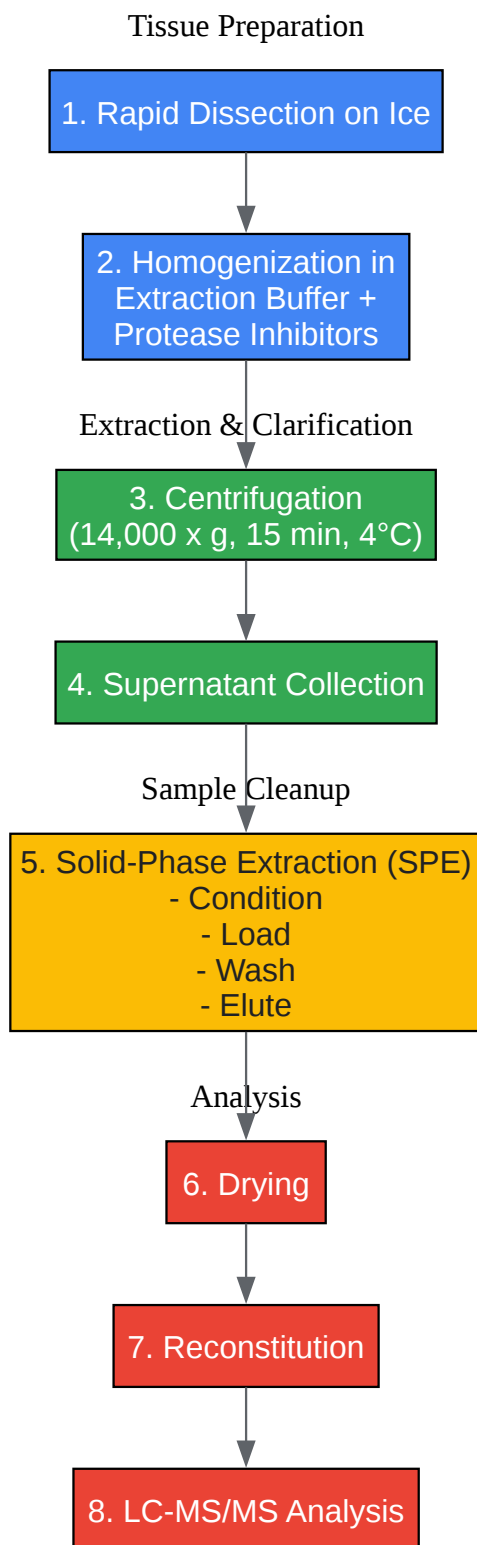 Tissue Preparation
1. Rapid Dissection on Ice
2. Homogenization in
Extraction Buffer +
Protease Inhibitors
Extraction & Clarification
3. Centrifugation
(14,000 x g, 15 min, 4°C)
4. Supernatant Collection
Sample Cleanup
5. Solid-Phase Extraction (SPE)
- Condition
- Load
- Wash
- Elute
Analysis
6. Drying
7. Reconstitution
8. LC-MS/MS Analysis